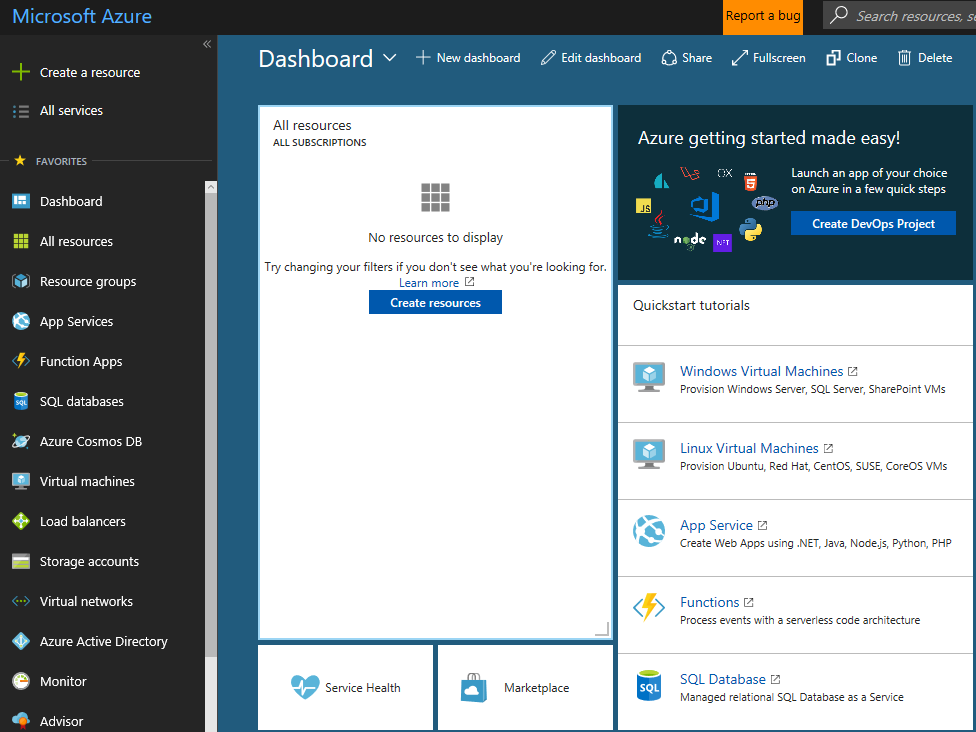 Microsoft Azure
Report a bug
Search resources, se
Create a resource
All services
FAVORITES
Dashboard
All resources
Resource groups
App Services
Function Apps
SQL databases
Azure Cosmos DB
Virtual machines
Load balancers
Storage accounts
Virtual networks
Azure Active Directory
Monitor
Advisor
Dashboard
New dashboard
Edit dashboard
Share
Fullscreen
Clone
Delete
All resources
ALL SUBSCRIPTIONS
No resources to display
Try changing your filters if you don't see what you're looking for.
Learn more
Create resources
Service Health
Marketplace
Azure getting started made easy!
Launch an app of your choice
on Azure in a few quick steps
Create DevOps Project
JS
php
node
.NET
Quickstart tutorials
Windows Virtual Machines
Provision Windows Server, SQL Server, SharePoint VMs
Linux Virtual Machines
Provision Ubuntu, Red Hat, CentOS, SUSE, CoreOS VMs
App Service
Create Web Apps using .NET, Java, Node.js, Python, PHP
Functions
Process events with a serverless code architecture
SQL
SQL Database
Managed relational SQL Database as a Service